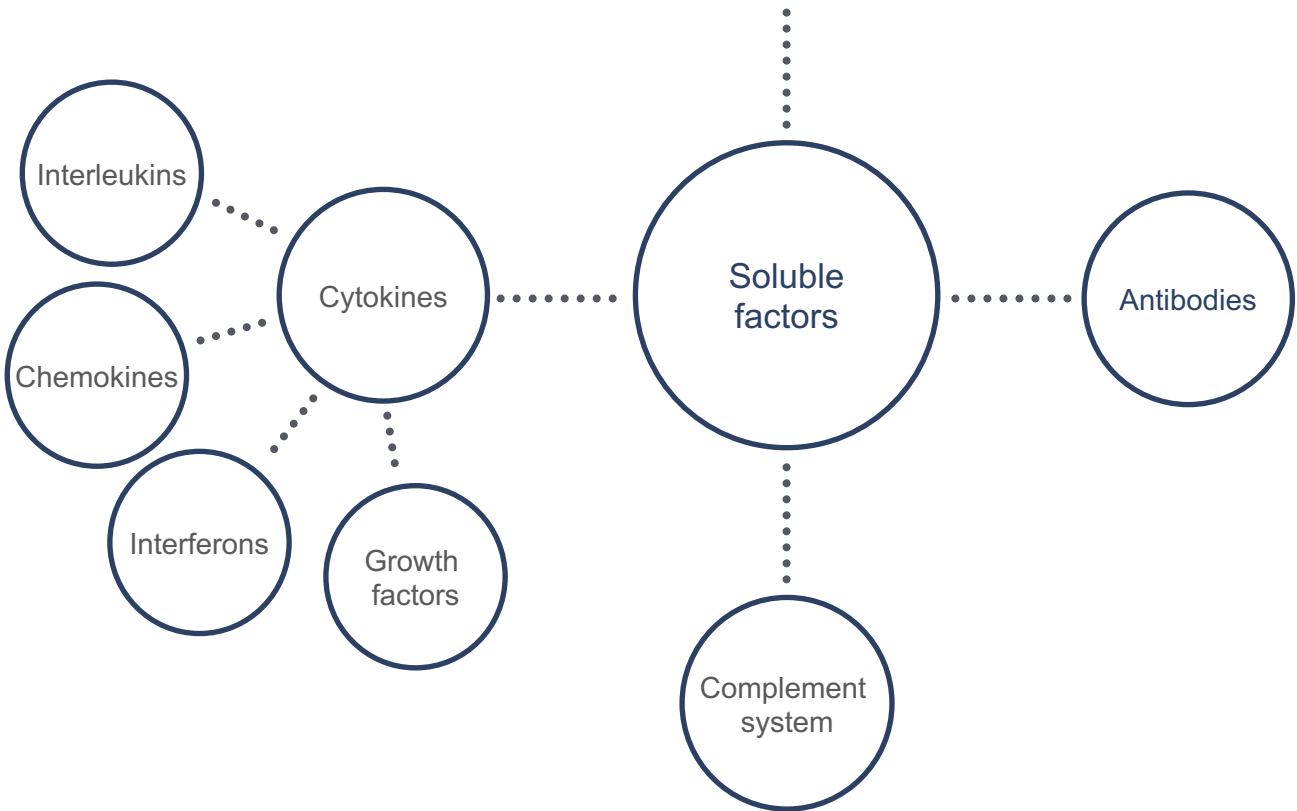 Interleukins
Cytokines
Soluble
factors
Antibodies
Chemokines
Interferons
Growth
factors
Complement
system